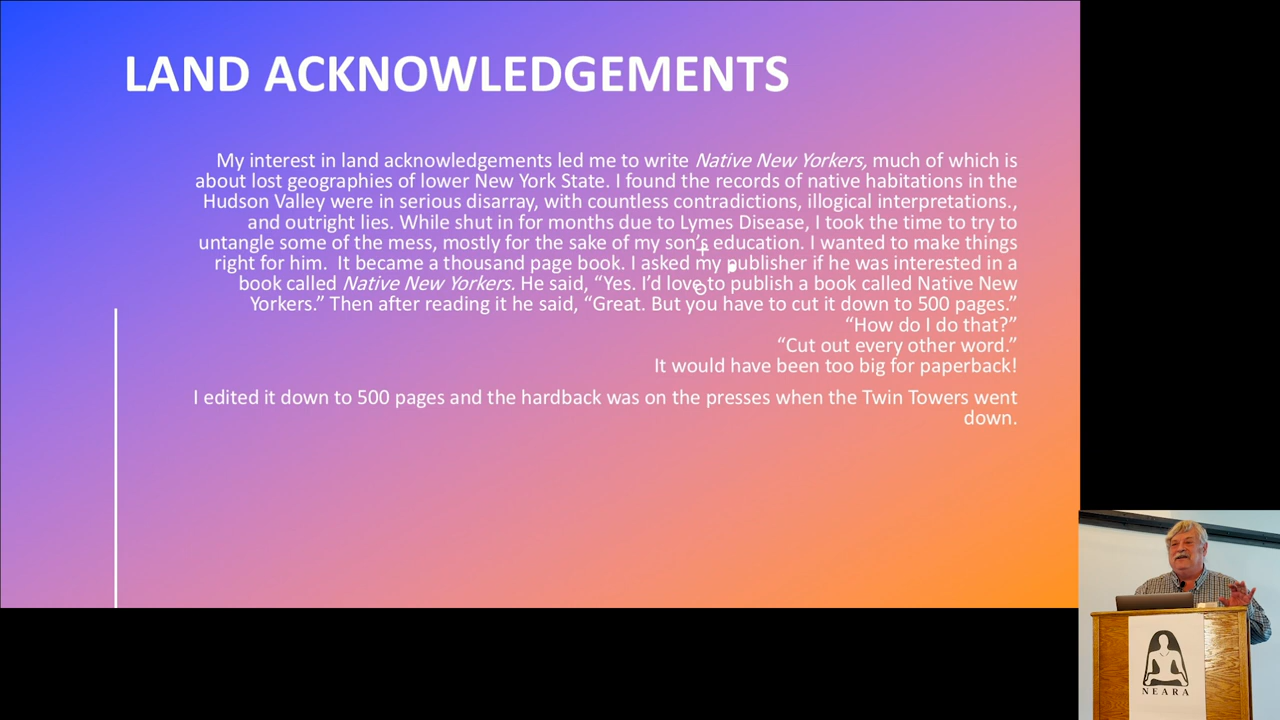 LAND ACKNOWLEDGEMENTS
My interest in land acknowledgements led me to write Native New Yorkers, much of which is
about lost geographies of lower New York State. I found the records of native habitations in the
Hudson Valley were in serious disarray, with countless contradictions, illogical interpretations.,
and outright lies. While shut in for months due to Lymes Disease, I took the time to try to
untangle some of the mess, mostly for the sake of my son’s education. I wanted to make things
right for him.  It became a thousand page book. I asked my publisher if he was interested in a
book called Native New Yorkers. He said, “Yes. I’d love to publish a book called Native New
Yorkers.” Then after reading it he said, “Great. But you have to cut it down to 500 pages.”
“How do I do that?”
“Cut out every other word.”
It would have been too big for paperback!
I edited it down to 500 pages and the hardback was on the presses when the Twin Towers went
down.
NEARA